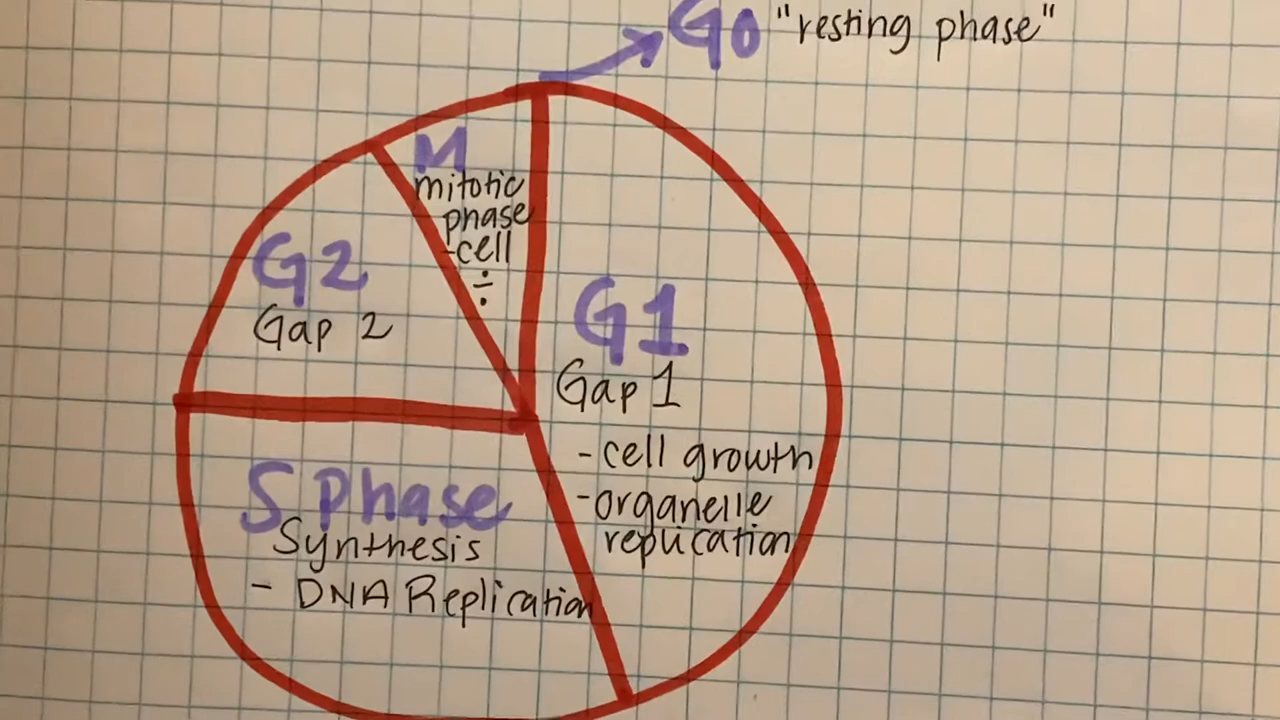 G0 "resting phase"
M
mitotic
phase
-cell
÷
G2
Gap 2
G1
Gap 1
- cell growth
- organelle
replication
S phase
Synthesis
- DNA Replication